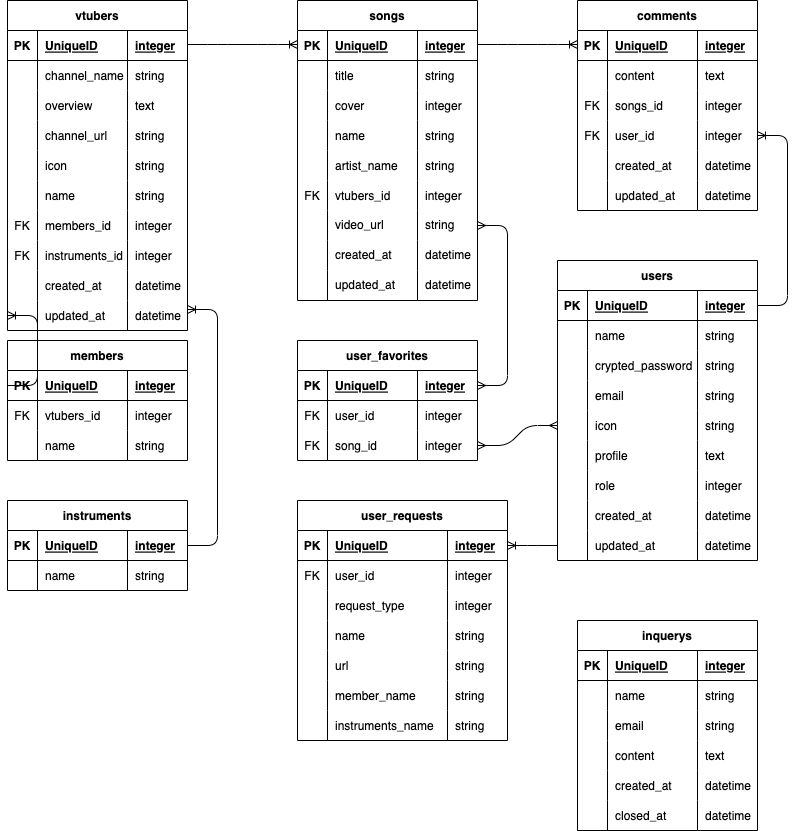 vtubers
PK UniqueID integer
channel_name string
overview text
channel_url string
icon string
name string
FK members_id integer
FK instruments_id integer
created_at datetime
updated_at datetime
members
PK UniqueID integer
FK vtubers_id integer
name string
instruments
PK UniqueID integer
name string
songs
PK UniqueID integer
title string
cover integer
name string
artist_name string
FK vtubers_id integer
video_url string
created_at datetime
updated_at datetime
user_favorites
PK UniqueID integer
FK user_id integer
FK song_id integer
user_requests
PK UniqueID integer
FK user_id integer
request_type integer
name string
url string
member_name string
instruments_name string
comments
PK UniqueID integer
content text
FK songs_id integer
FK user_id integer
created_at datetime
updated_at datetime
users
PK UniqueID integer
name string
crypted_password string
email string
icon string
profile text
role integer
created_at datetime
updated_at datetime
inquerys
PK UniqueID integer
name string
email string
content text
created_at datetime
closed_at datetime